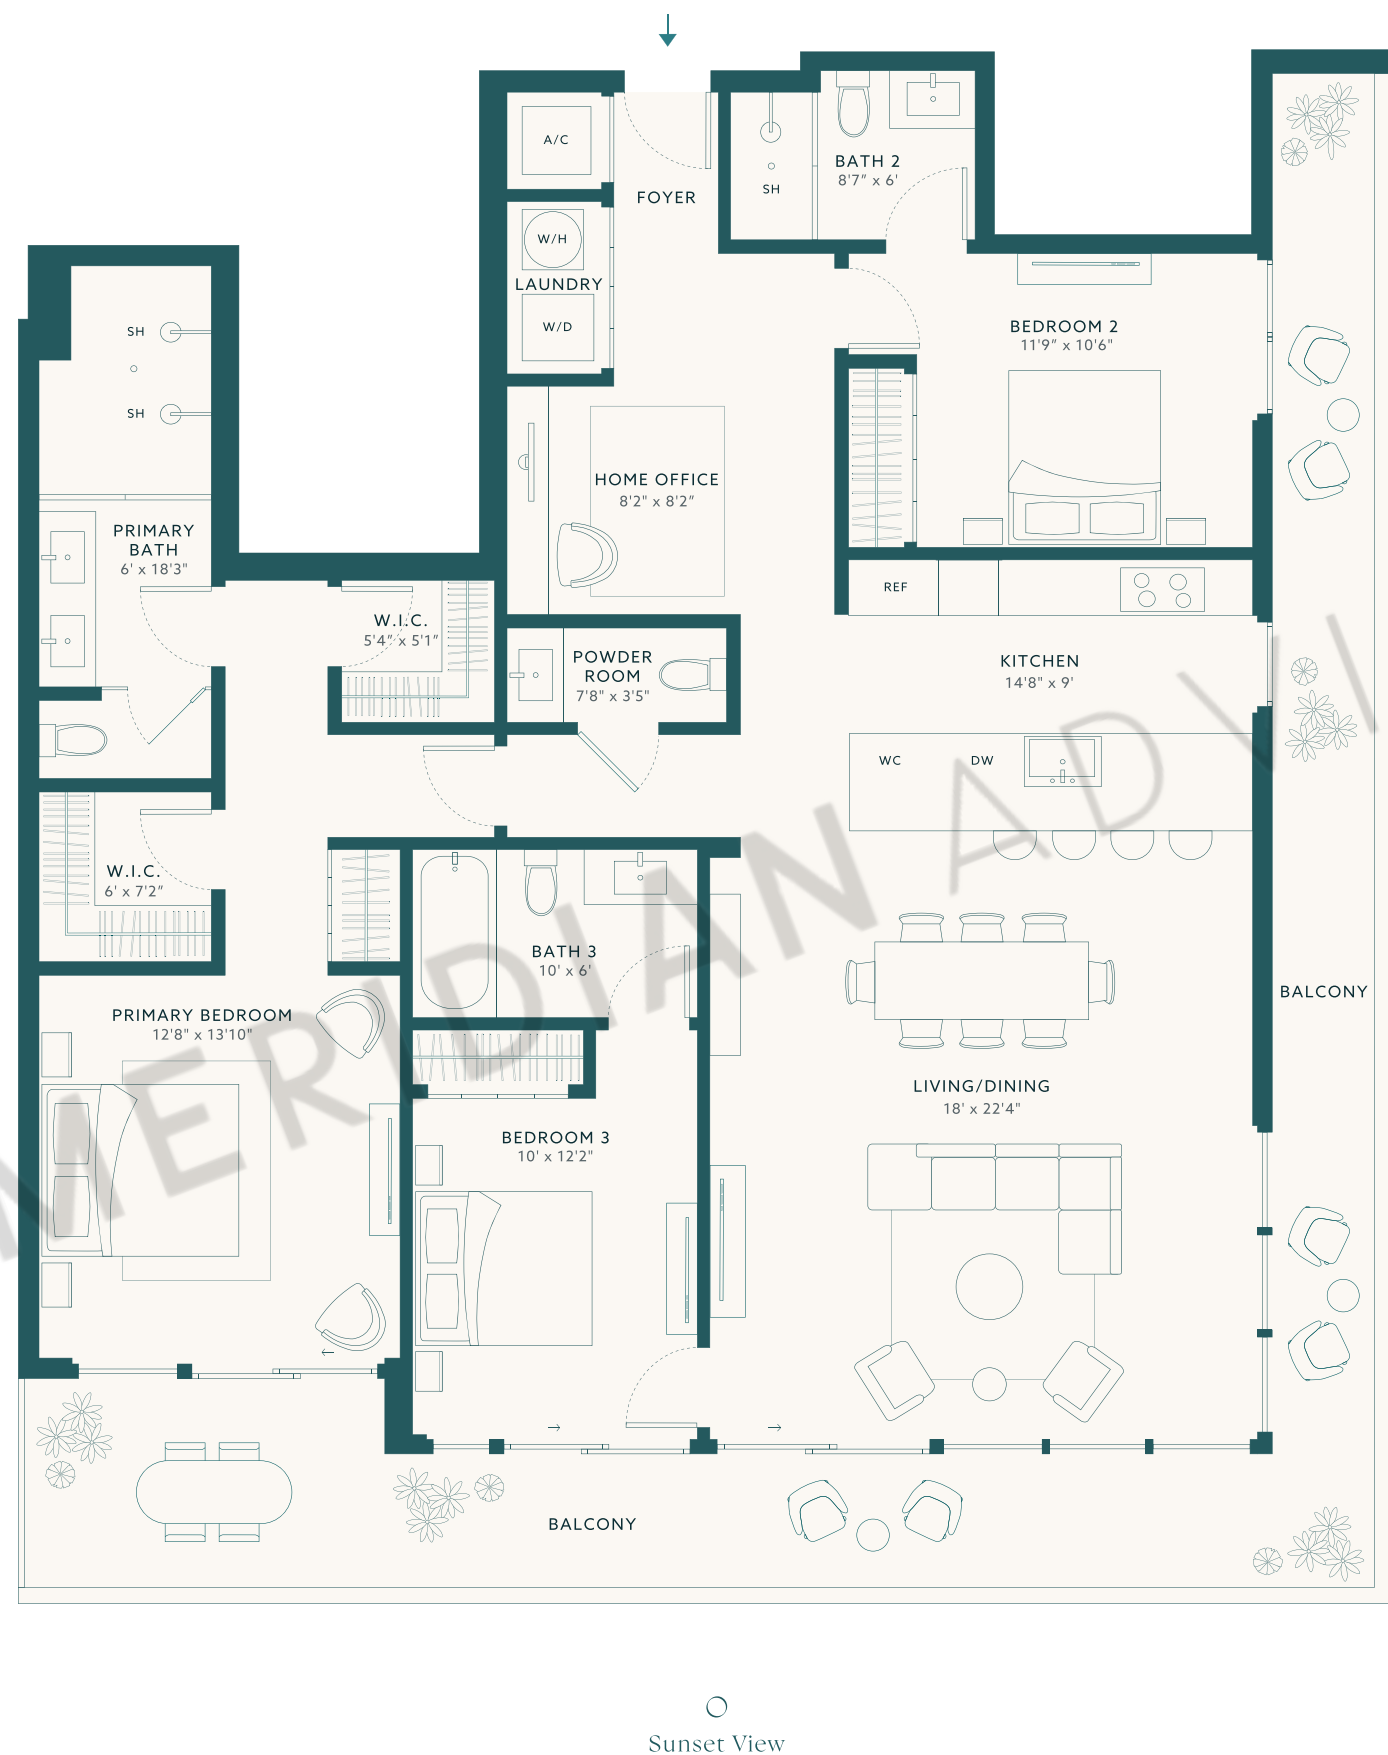 A/C
BATH 2
8'7" x 6'
SH
FOYER
W/H
LAUNDRY
W/D
SH
SH
BEDROOM 2
11'9" x 10'6"
HOME OFFICE
8'2" x 8'2"
PRIMARY
BATH
6' x 18'3"
REF
W.I.C.
5'4" x 5'1"
POWDER
ROOM
7'8" x 3'5"
KITCHEN
14'8" x 9'
WC
DW
W.I.C.
6' x 7'2"
BATH 3
10' x 6'
BALCONY
PRIMARY BEDROOM
12'8" x 13'10"
LIVING/DINING
18' x 22'4"
BEDROOM 3
10' x 12'2"
BALCONY
MERIDIAN ADVI
Sunset View